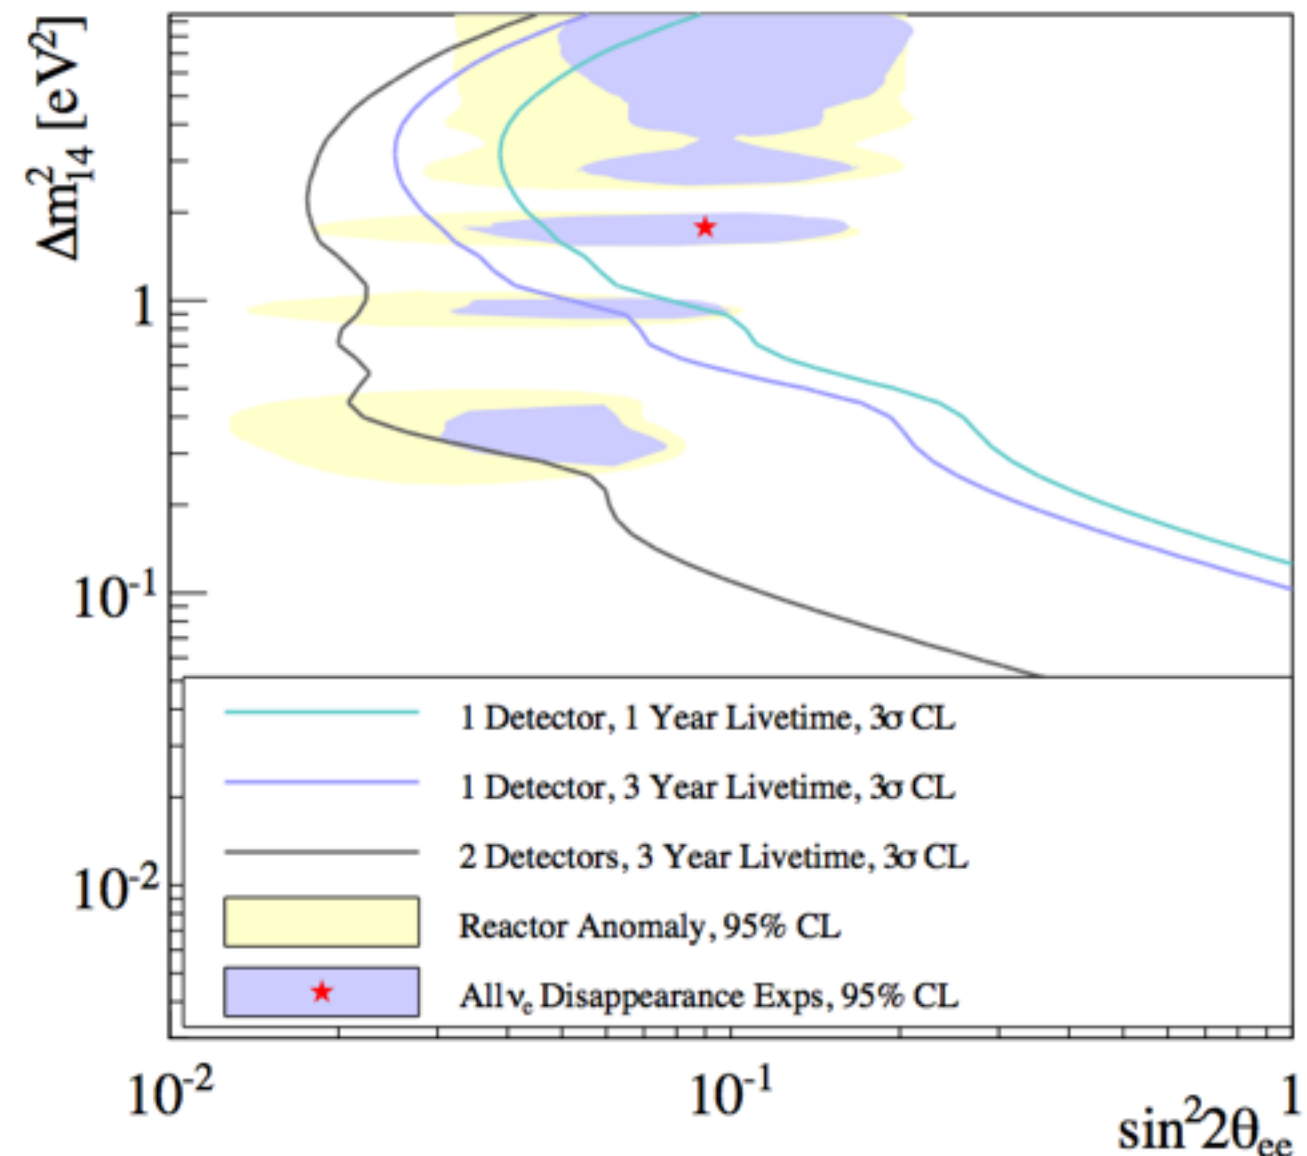 Δm²₁₄ [eV²]
1
10⁻¹
10⁻²
1 Detector, 1 Year Livetime, 3σ CL
1 Detector, 3 Year Livetime, 3σ CL
2 Detectors, 3 Year Livetime, 3σ CL
Reactor Anomaly, 95% CL
All νₑ Disappearance Exps, 95% CL
10⁻² 10⁻¹ 1
sin²2θₑₑ